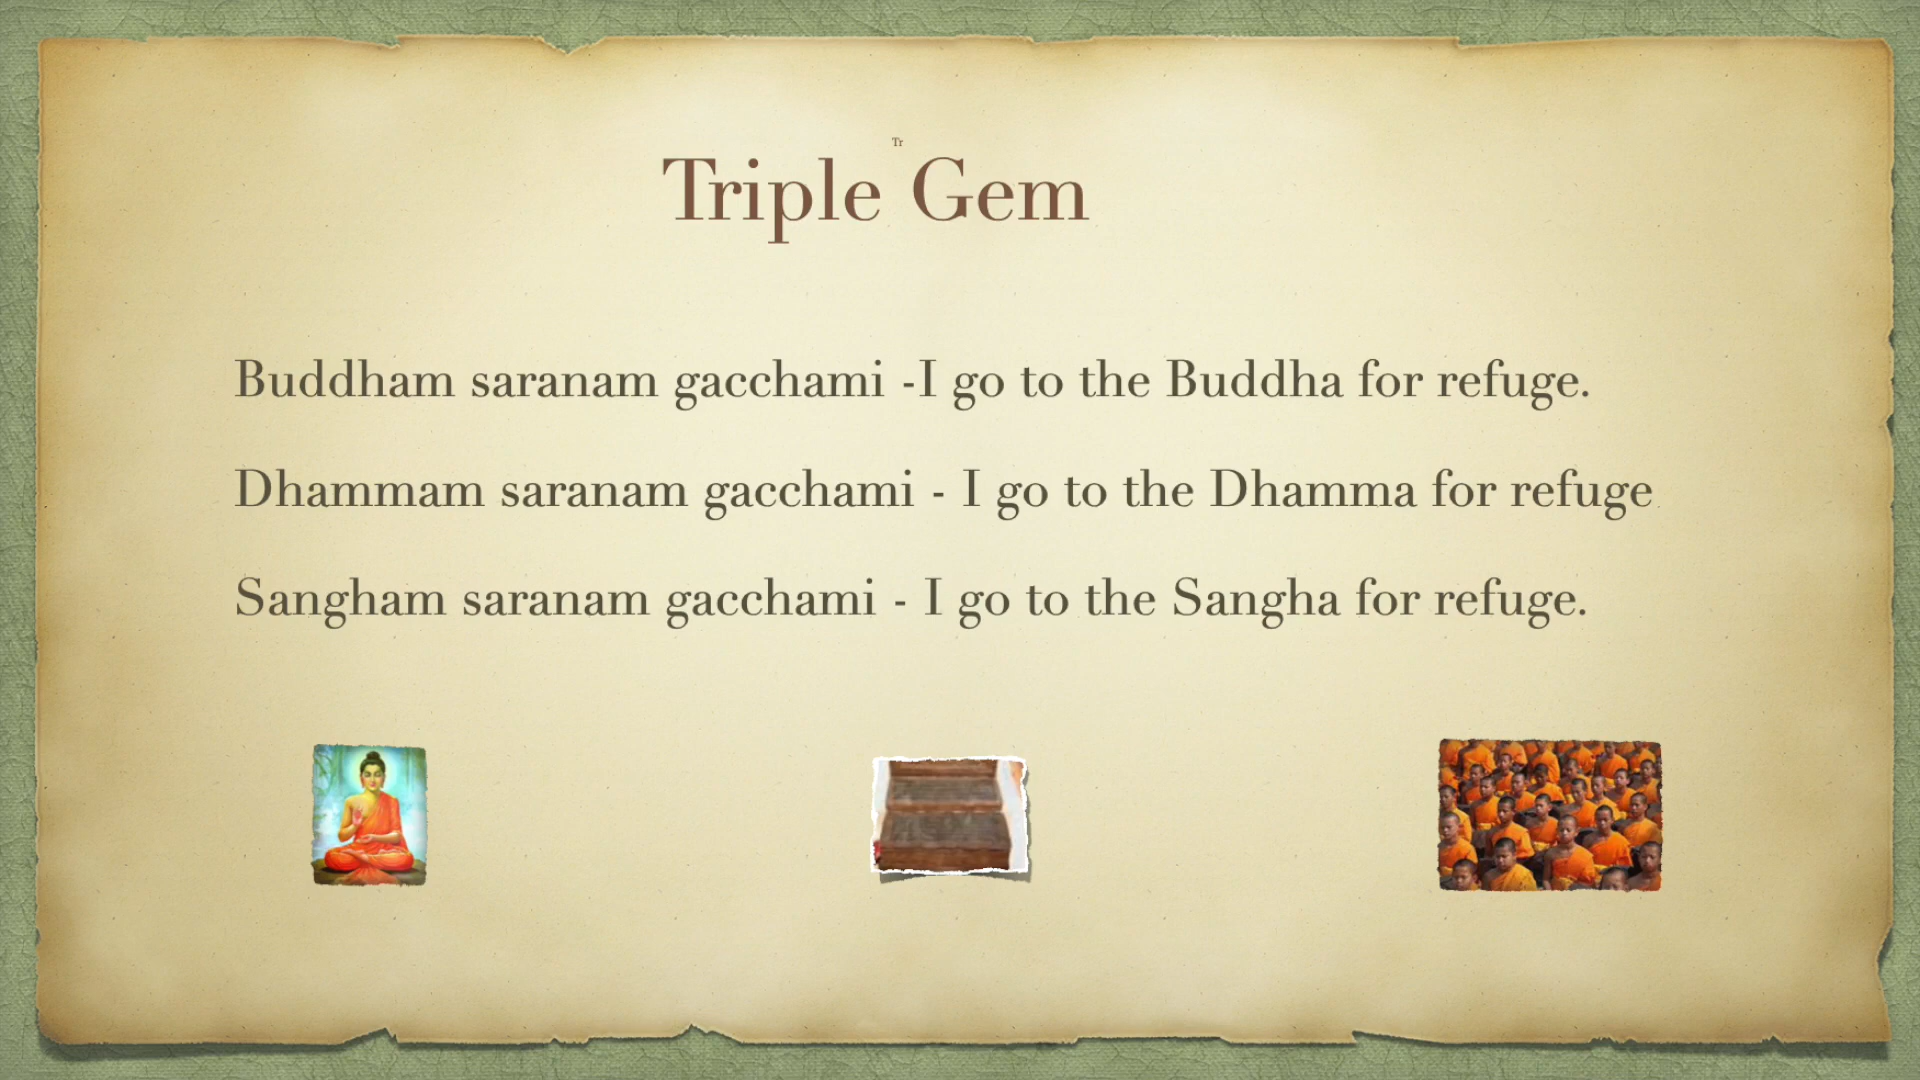 Tr
Triple Gem
Buddham saranam gacchami -I go to the Buddha for refuge.
Dhammam saranam gacchami - I go to the Dhamma for refuge.
Sangham saranam gacchami - I go to the Sangha for refuge.